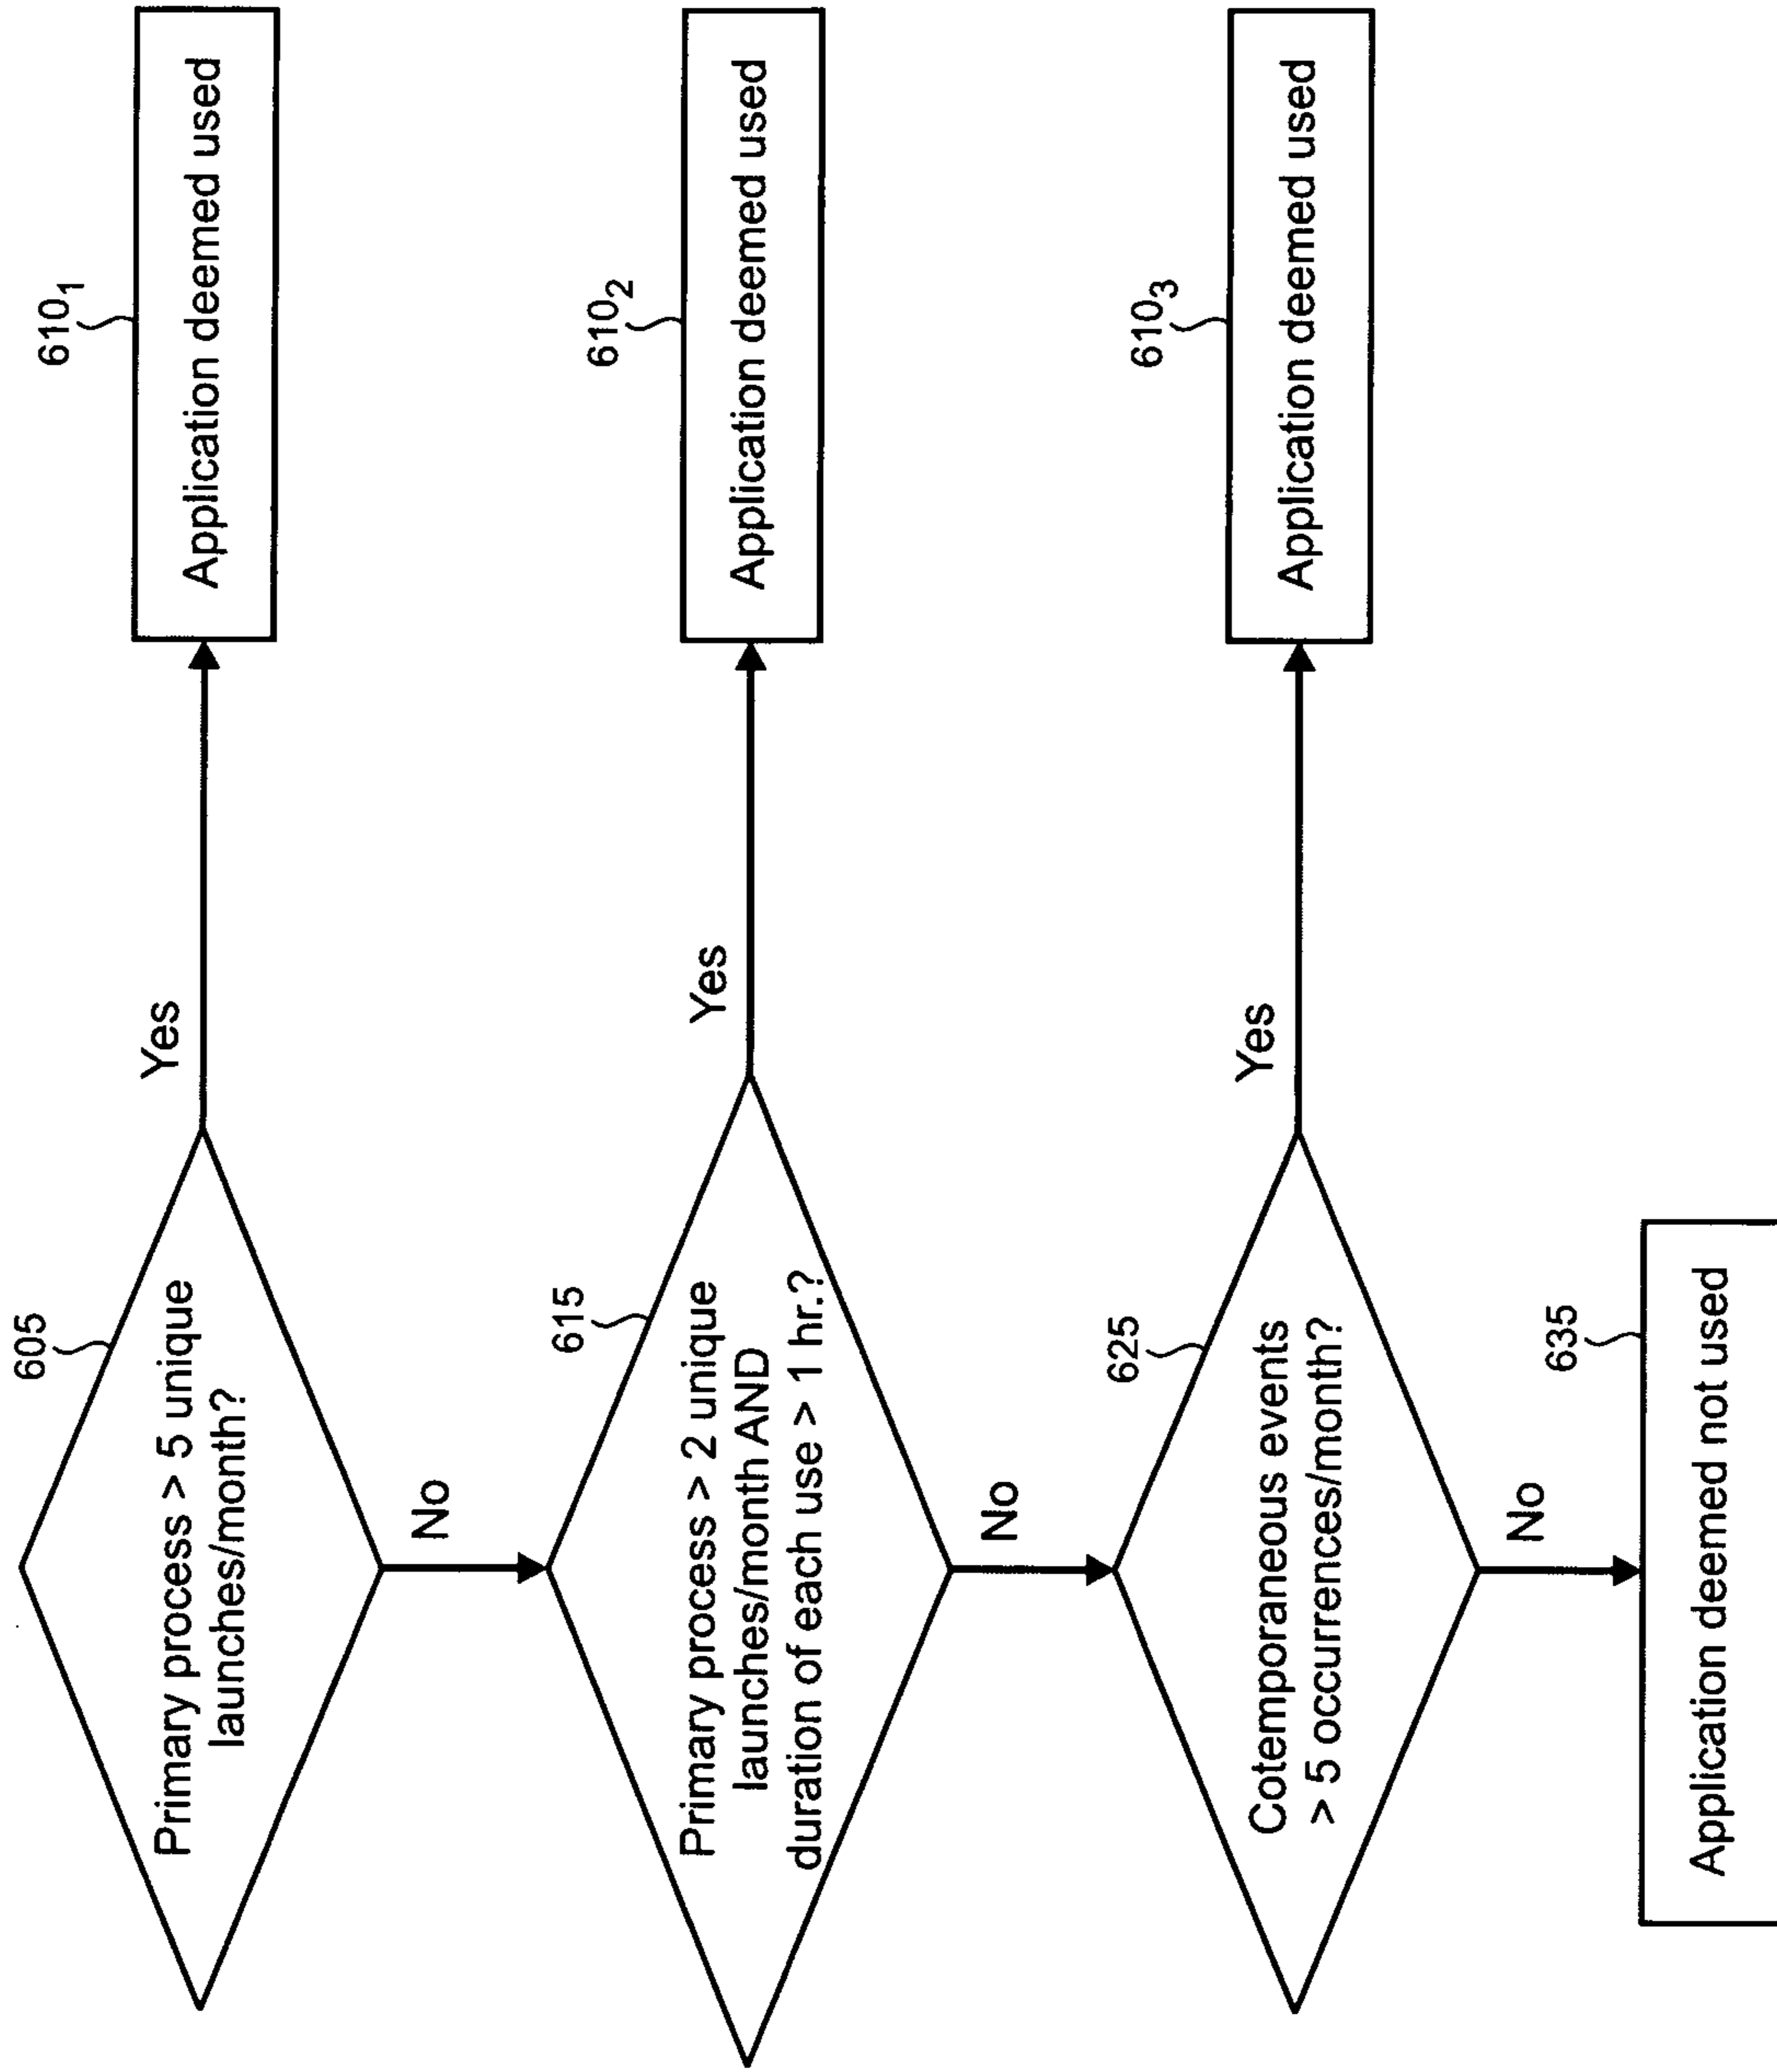 605
Primary process > 5 unique
launches/month?
Yes
610₁
Application deemed used
No
615
Primary process > 2 unique
launches/month AND
duration of each use > 1 hr.?
Yes
610₂
Application deemed used
No
625
Cotemporaneous events
> 5 occurrences/month?
Yes
610₃
Application deemed used
No
635
Application deemed not used